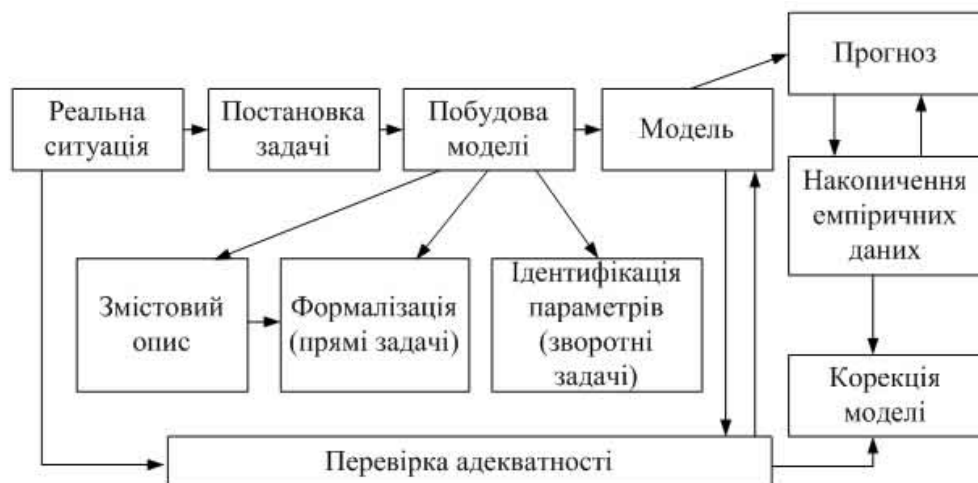 Прогноз
Реальна
ситуація
Постановка
задачі
Побудова
моделі
Модель
Накопичення
емпіричних
даних
Змістовий
опис
Формалізація
(прямі задачі)
Ідентифікація
параметрів
(зворотні
задачі)
Корекція
моделі
Перевірка адекватності